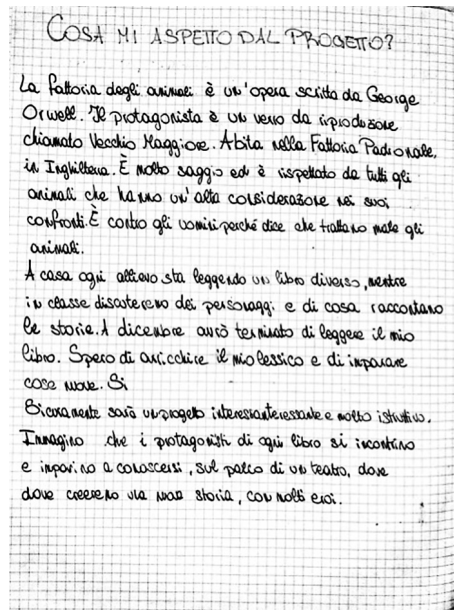 COSA MI ASPETTO DAL PROGETTO?
La fattoria degli animali è un'opera scritta da George
Orwell. Il protagonista è un verro da riproduzione
chiamato Vecchio Maggiore. Abita nella Fattoria Padronale,
in Inghilterra. È molto saggio ed è rispettato da tutti gli
animali che hanno un'alta considerazione nei suoi
confronti. È contro gli uomini perché dice che trattano male gli
animali.
A casa ogni allievo sta leggendo un libro diverso, mentre
in classe discuteremo dei personaggi e di cosa raccontano
le storie. A dicembre avrò terminato di leggere il mio
libro. Spero di arricchire il mio lessico e di imparare
cose nuove. Si
Sicuramente sarà un progetto interessanteressante e molto istruttivo.
Immagino che i protagonisti di ogni libro si incontrino
e imparino a conoscersi, sul palco di un teatro, dove
dove creeremo una nuova storia, con molti eroi.